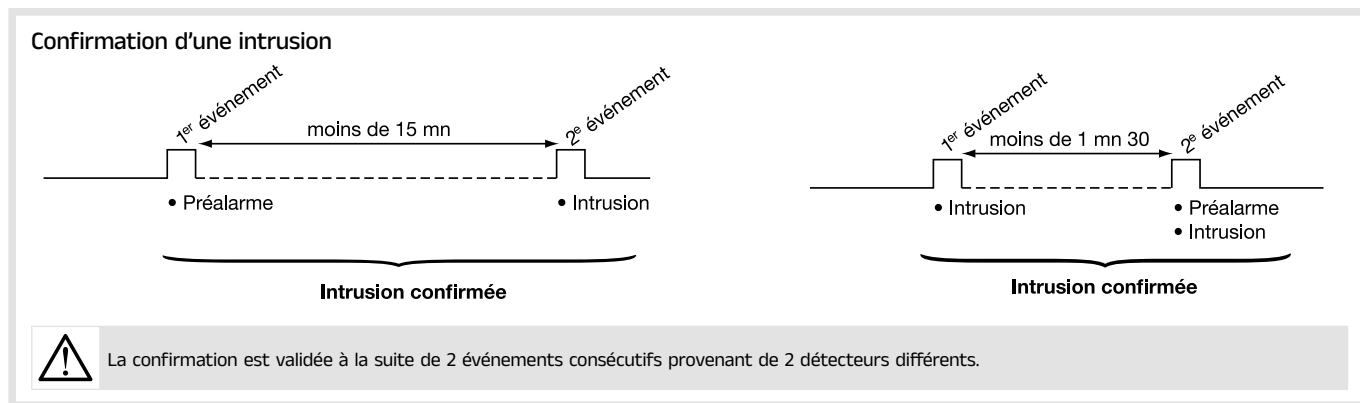 Confirmation d'une intrusion
1er événement
moins de 15 mn
2e événement
• Préalarme
• Intrusion
Intrusion confirmée
1er événement
moins de 1 mn 30
2e événement
• Intrusion
• Préalarme
• Intrusion
Intrusion confirmée
La confirmation est validée à la suite de 2 événements consécutifs provenant de 2 détecteurs différents.